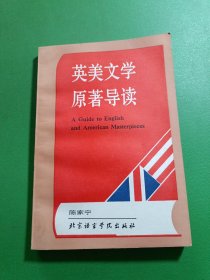 英美文学
原著导读
A Guide to English
and American Masterpieces
陈家宁
北京语言学院出版社